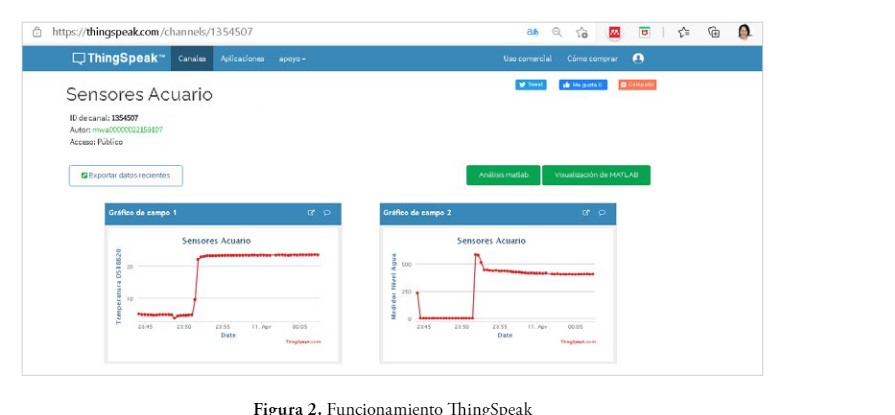 https://thingspeak.com/channels/1354507
ThingSpeak™ Canales Aplicaciones apoyo Uso comercial Cómo comprar
Sensores Acuario
Tweet Me gusta 0 Compartir
ID de canal: 1354507
Autor:
Acceso: Público
Exportar datos recientes
Análisis matlab Visualización de MATLAB
Gráfico de campo 1
Sensores Acuario
Temperatura DS18B20
20
10
23:45 23:50 23:55 11. Apr 00:05
Date
ThingSpeak.com
Gráfico de campo 2
Sensores Acuario
Medidor Nivel Agua
500
250
0
23:45 23:50 23:55 11. Apr 00:05
Date
ThingSpeak.com
Figura 2. Funcionamiento ThingSpeak